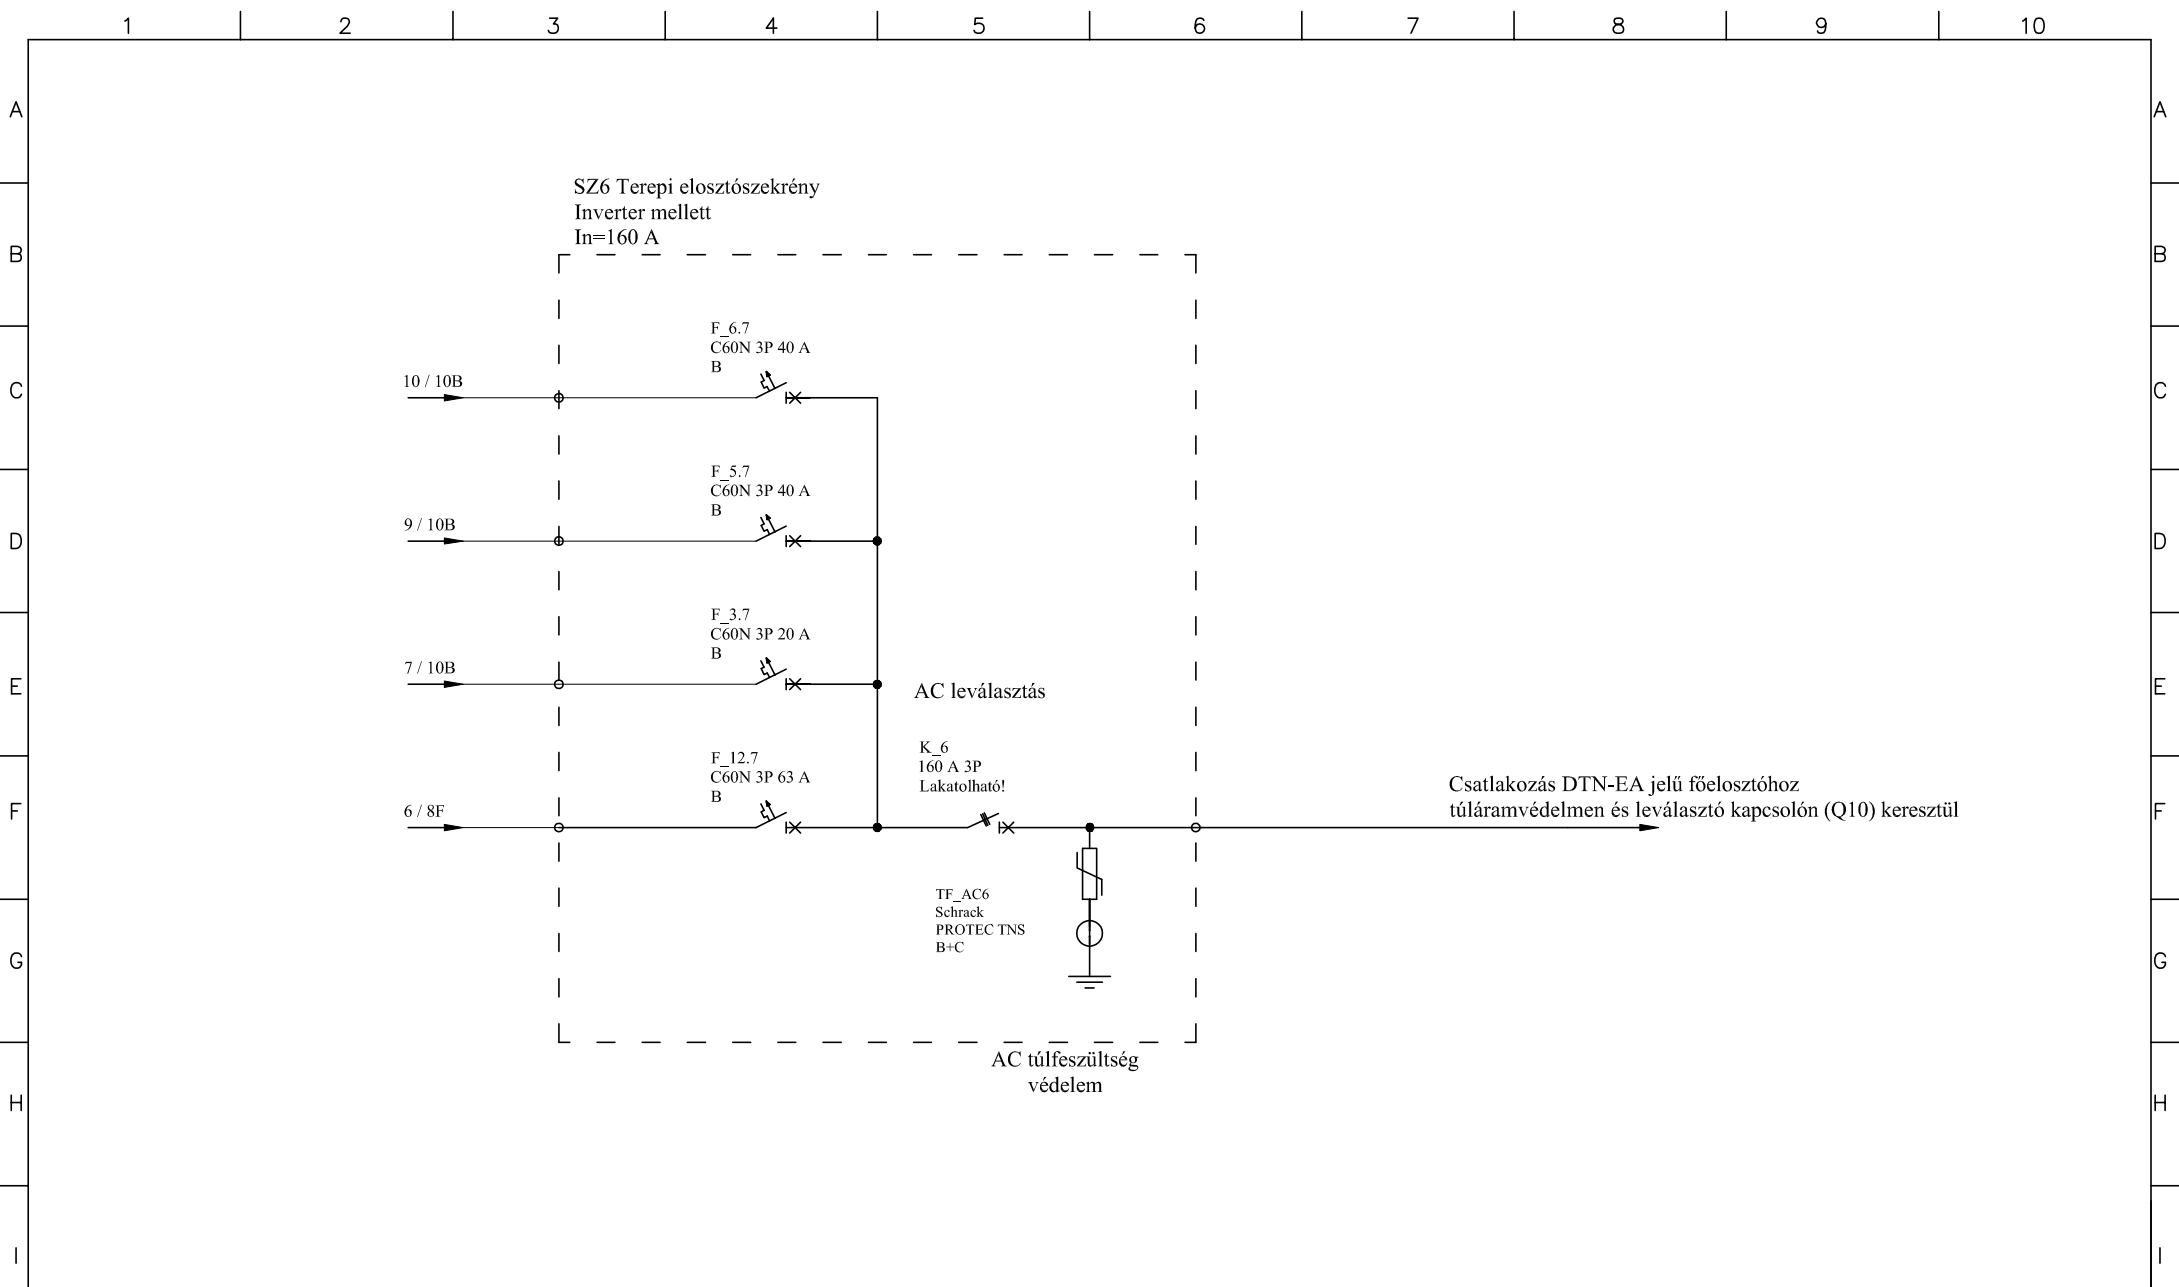 1 2 3 4 5 6 7 8 9 10
A A
SZ6 Terepi elosztószekrény
Inverter mellett
In=160 A
B B
F_6.7
C60N 3P 40 A
B
10 / 10B
C C
F_5.7
C60N 3P 40 A
B
9 / 10B
D D
F_3.7
C60N 3P 20 A
B
7 / 10B
E E
AC leválasztás
F_12.7
C60N 3P 63 A
B
K_6
160 A 3P
Lakatolható!
6 / 8F
Csatlakozás DTN-EA jelű főelosztóhoz
túláramvédelmen és leválasztó kapcsolón (Q10) keresztül
F F
TF_AC6
Schrack
PROTEC TNS
B+C
G G
AC túlfeszültség
védelem
H H
I I